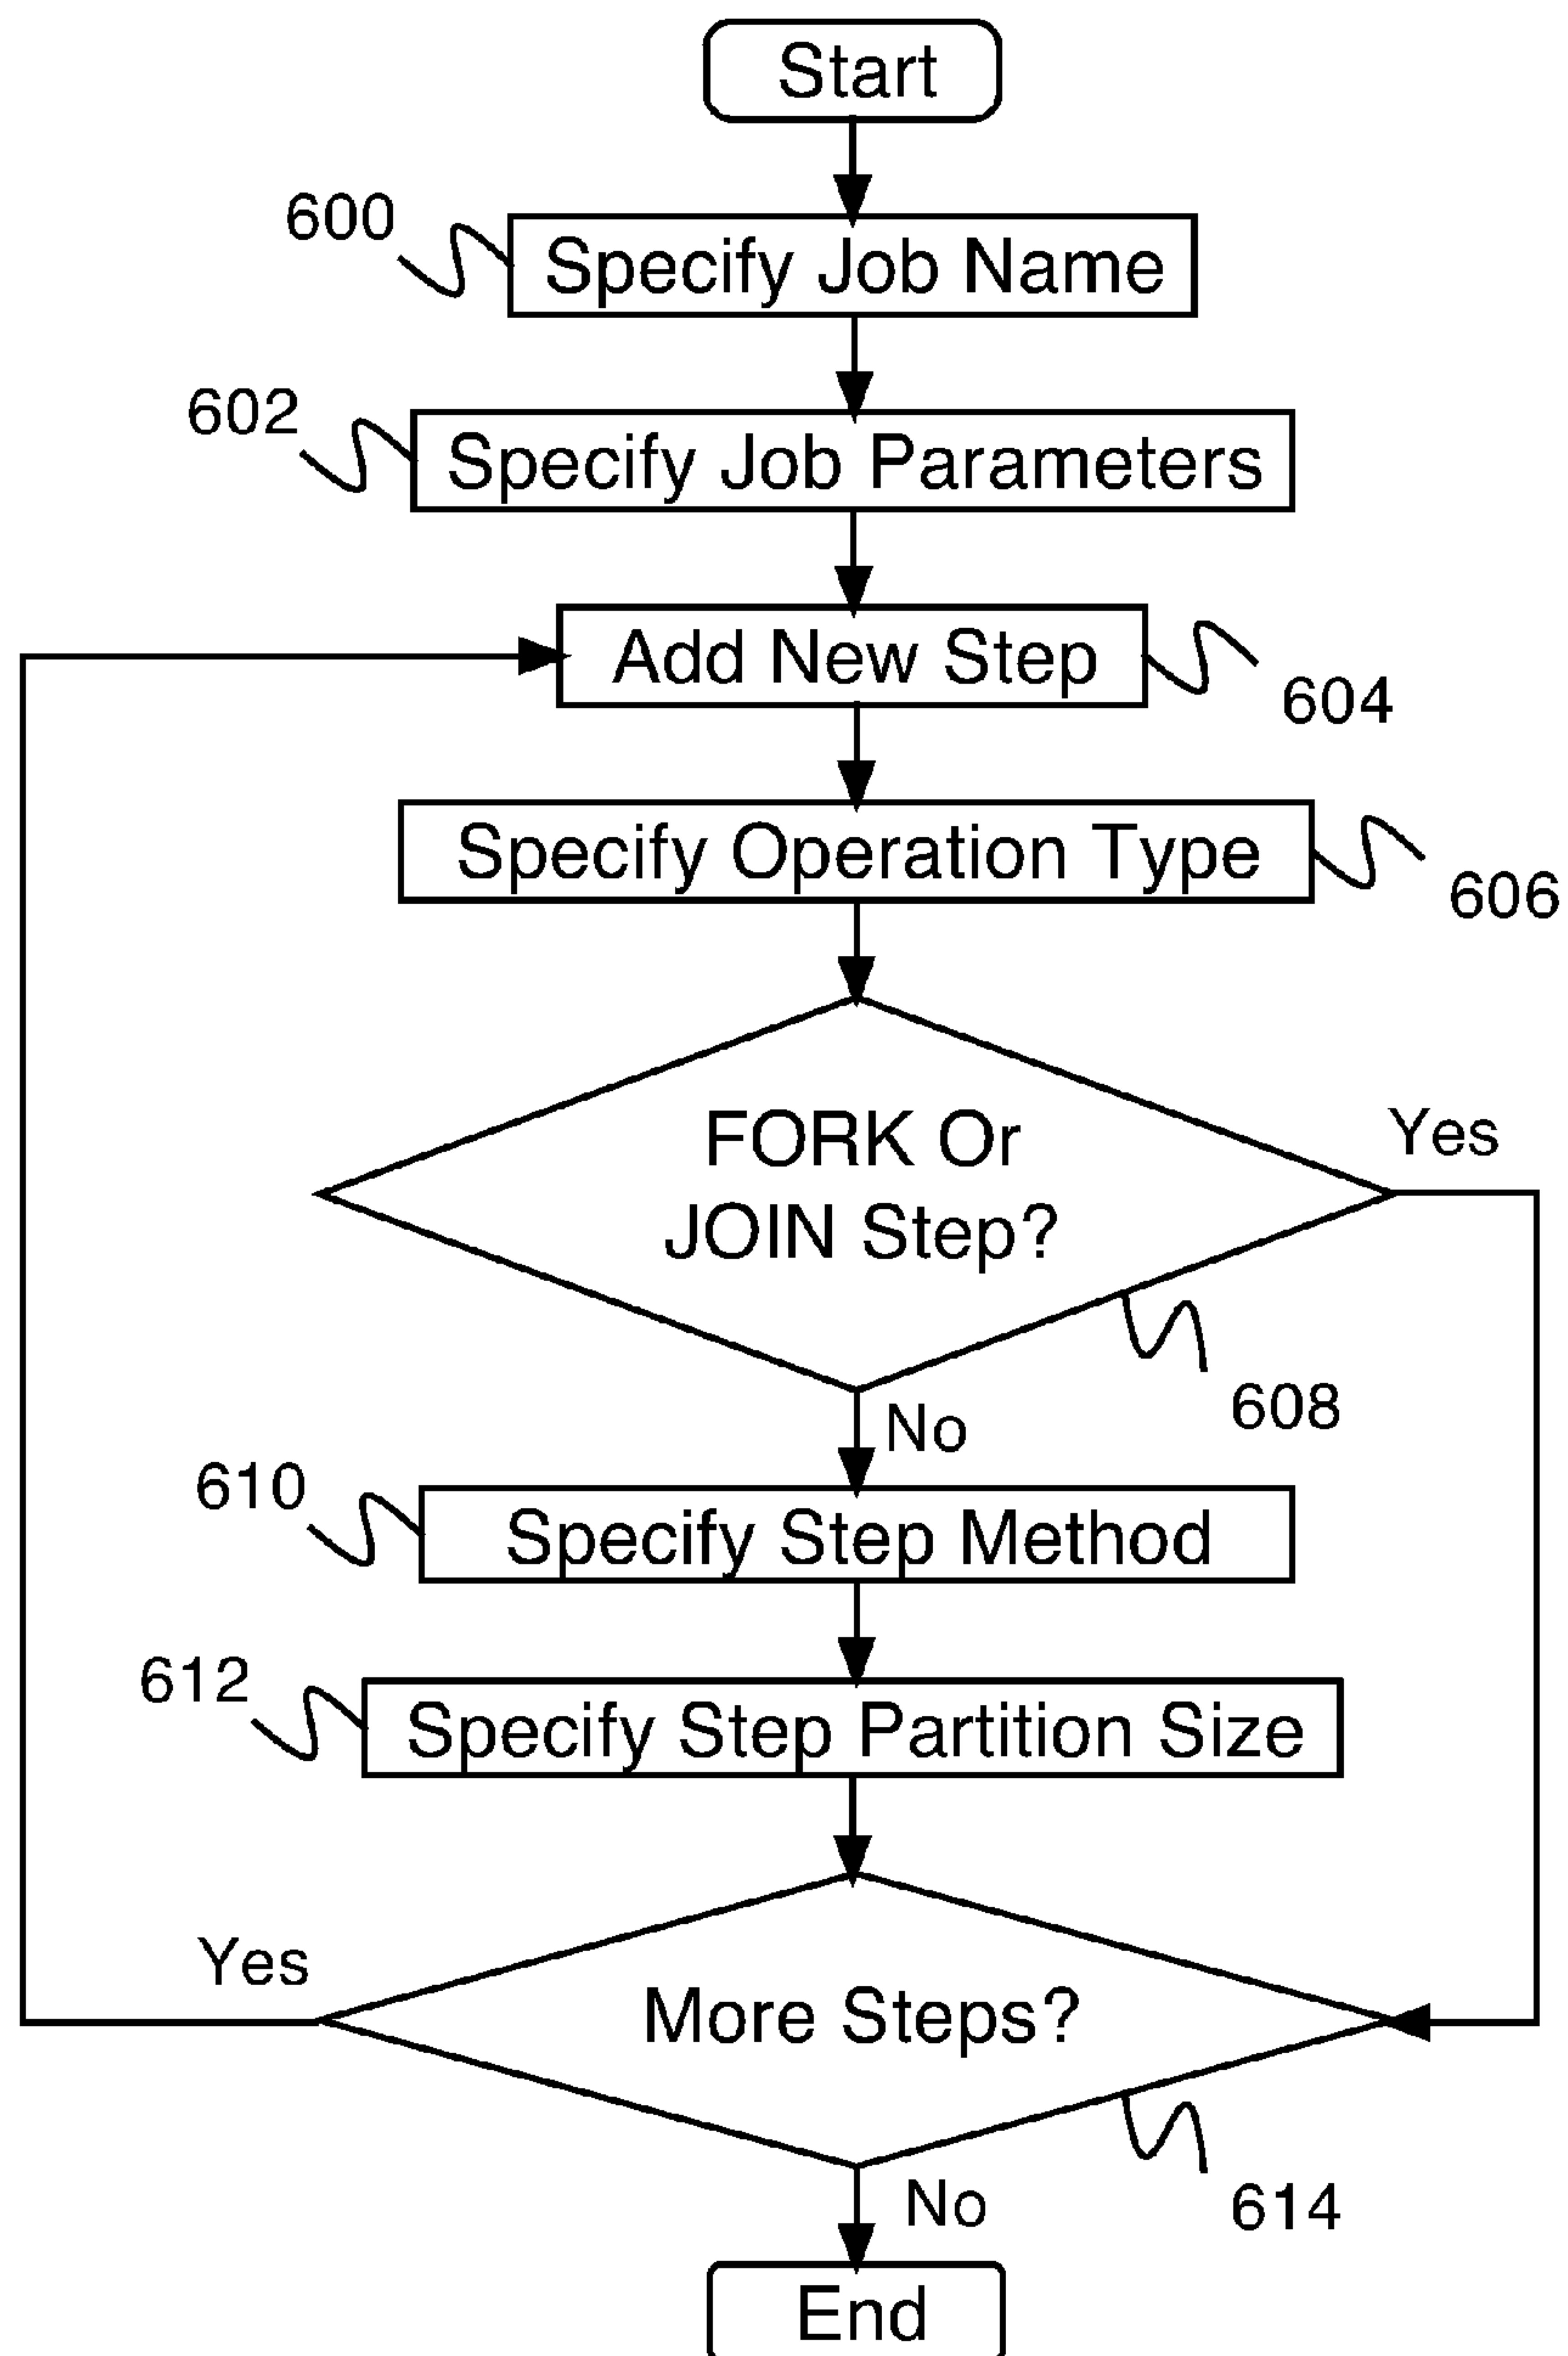 Start
600
Specify Job Name
602
Specify Job Parameters
Add New Step
604
Specify Operation Type
606
FORK Or
JOIN Step?
Yes
608
No
610
Specify Step Method
612
Specify Step Partition Size
Yes
More Steps?
614
No
End